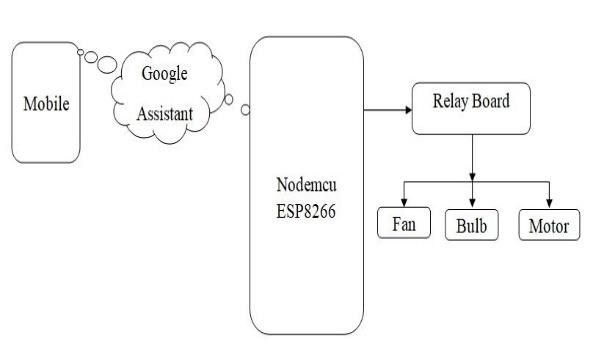 Mobile
Google
Assistant
Nodemcu
ESP8266
Relay Board
Fan
Bulb
Motor